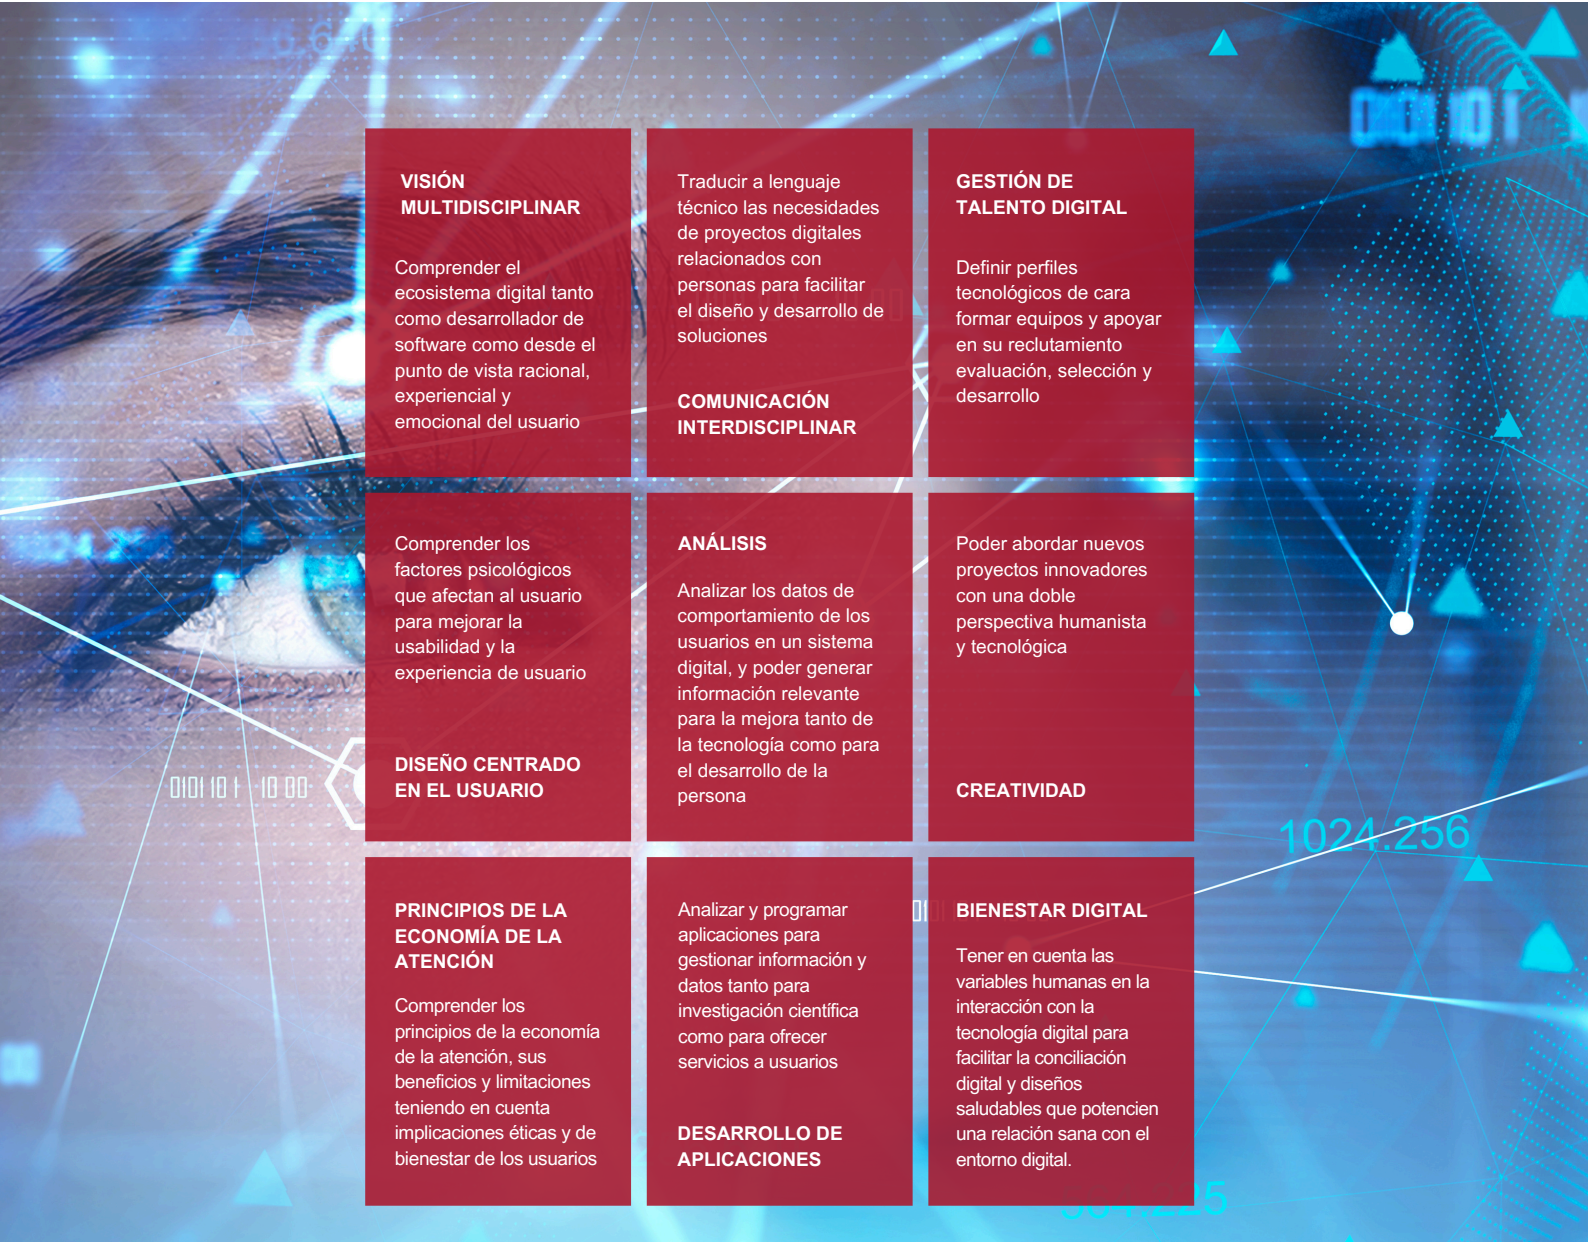 VISIÓN
MULTIDISCIPLINAR
Comprender el
ecosistema digital tanto
como desarrollador de
software como desde el
punto de vista racional,
experiencial y
emocional del usuario
Traducir a lenguaje
técnico las necesidades
de proyectos digitales
relacionados con
personas para facilitar
el diseño y desarrollo de
soluciones
COMUNICACIÓN
INTERDISCIPLINAR
GESTIÓN DE
TALENTO DIGITAL
Definir perfiles
tecnológicos de cara
formar equipos y apoyar
en su reclutamiento
evaluación, selección y
desarrollo
Comprender los
factores psicológicos
que afectan al usuario
para mejorar la
usabilidad y la
experiencia de usuario
DISEÑO CENTRADO
EN EL USUARIO
ANÁLISIS
Analizar los datos de
comportamiento de los
usuarios en un sistema
digital, y poder generar
información relevante
para la mejora tanto de
la tecnología como para
el desarrollo de la
persona
Poder abordar nuevos
proyectos innovadores
con una doble
perspectiva humanista
y tecnológica
CREATIVIDAD
PRINCIPIOS DE LA
ECONOMÍA DE LA
ATENCIÓN
Comprender los
principios de la economía
de la atención, sus
beneficios y limitaciones
teniendo en cuenta
implicaciones éticas y de
bienestar de los usuarios
Analizar y programar
aplicaciones para
gestionar información y
datos tanto para
investigación científica
como para ofrecer
servicios a usuarios
DESARROLLO DE
APLICACIONES
BIENESTAR DIGITAL
Tener en cuenta las
variables humanas en la
interacción con la
tecnología digital para
facilitar la conciliación
digital y diseños
saludables que potencien
una relación sana con el
entorno digital.
0101 10 1 10 00
1024.256